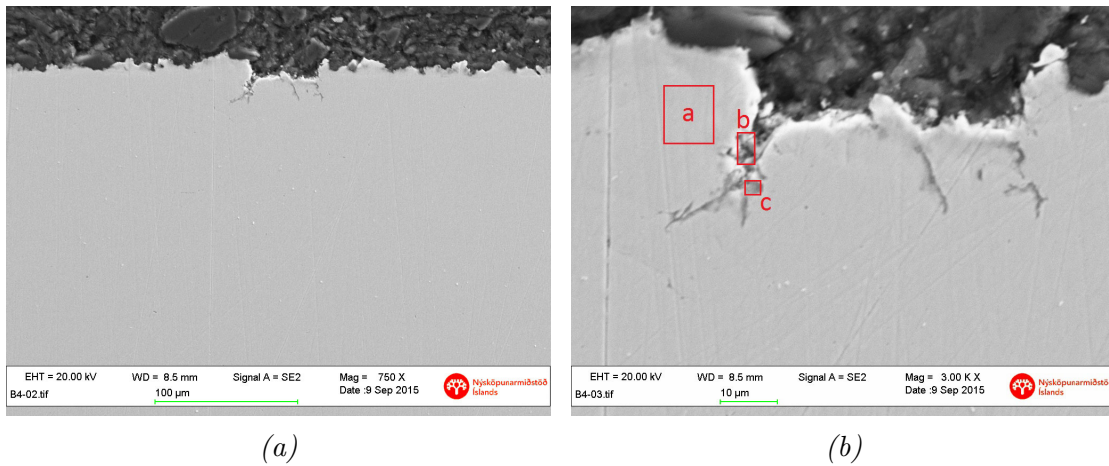 a
b
c
EHT = 20.00 kV WD = 8.5 mm Signal A = SE2 Mag = 750 X
B4-02.tif 100 µm Date :9 Sep 2015
Nýsköpunarmiðstöð
Íslands
EHT = 20.00 kV WD = 8.5 mm Signal A = SE2 Mag = 3.00 K X
B4-03.tif 10 µm Date :9 Sep 2015
Nýsköpunarmiðstöð
Íslands
(a)
(b)